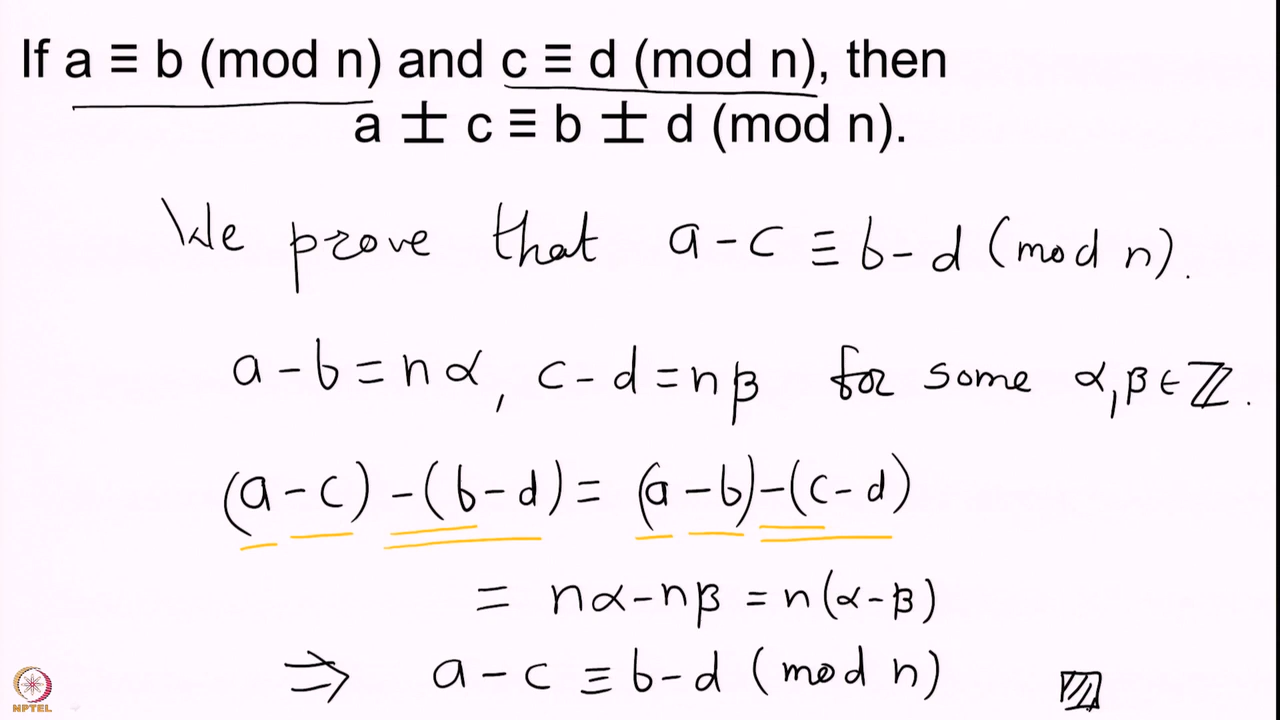 If a ≡ b (mod n) and c ≡ d (mod n), then
a ± c ≡ b ± d (mod n).
We prove that a - c ≡ b - d (mod n).
a - b = nα, c - d = nβ for some α, β ∈ ℤ.
(a - c) - (b - d) = (a - b) - (c - d)
= nα - nβ = n(α - β)
⇒ a - c ≡ b - d (mod n)
NPTEL